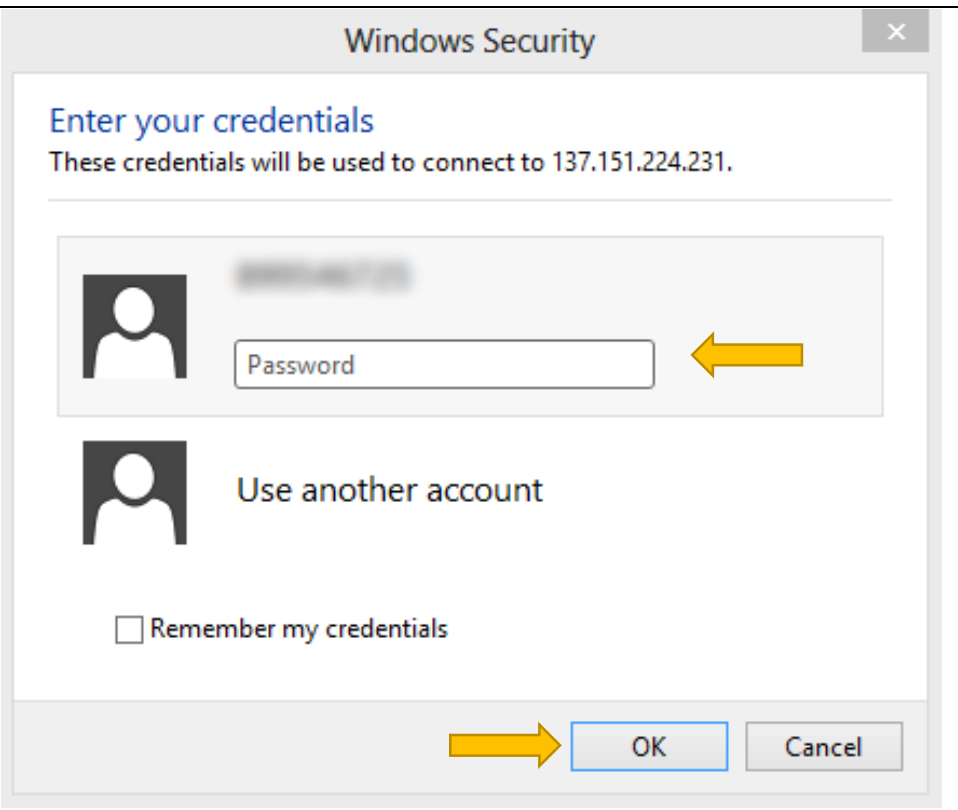 Windows Security
Enter your credentials
These credentials will be used to connect to 137.151.224.231.
Password
Use another account
Remember my credentials
OK
Cancel